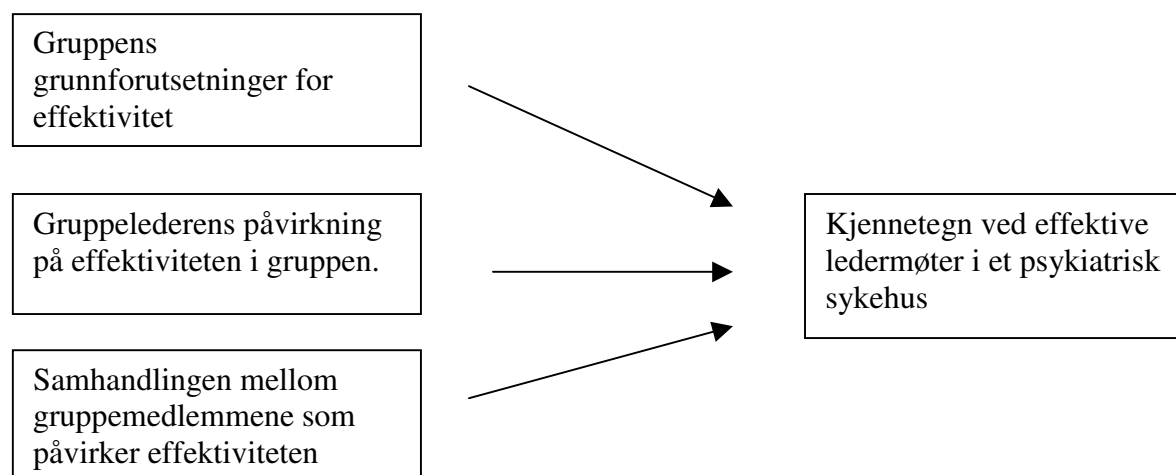 Gruppens
grunnforutsetninger for
effektivitet
Gruppelederens påvirkning
på effektiviteten i gruppen.
Samhandlingen mellom
gruppemedlemmene som
påvirker effektiviteten
Kjennetegn ved effektive
ledermøter i et psykiatrisk
sykehus